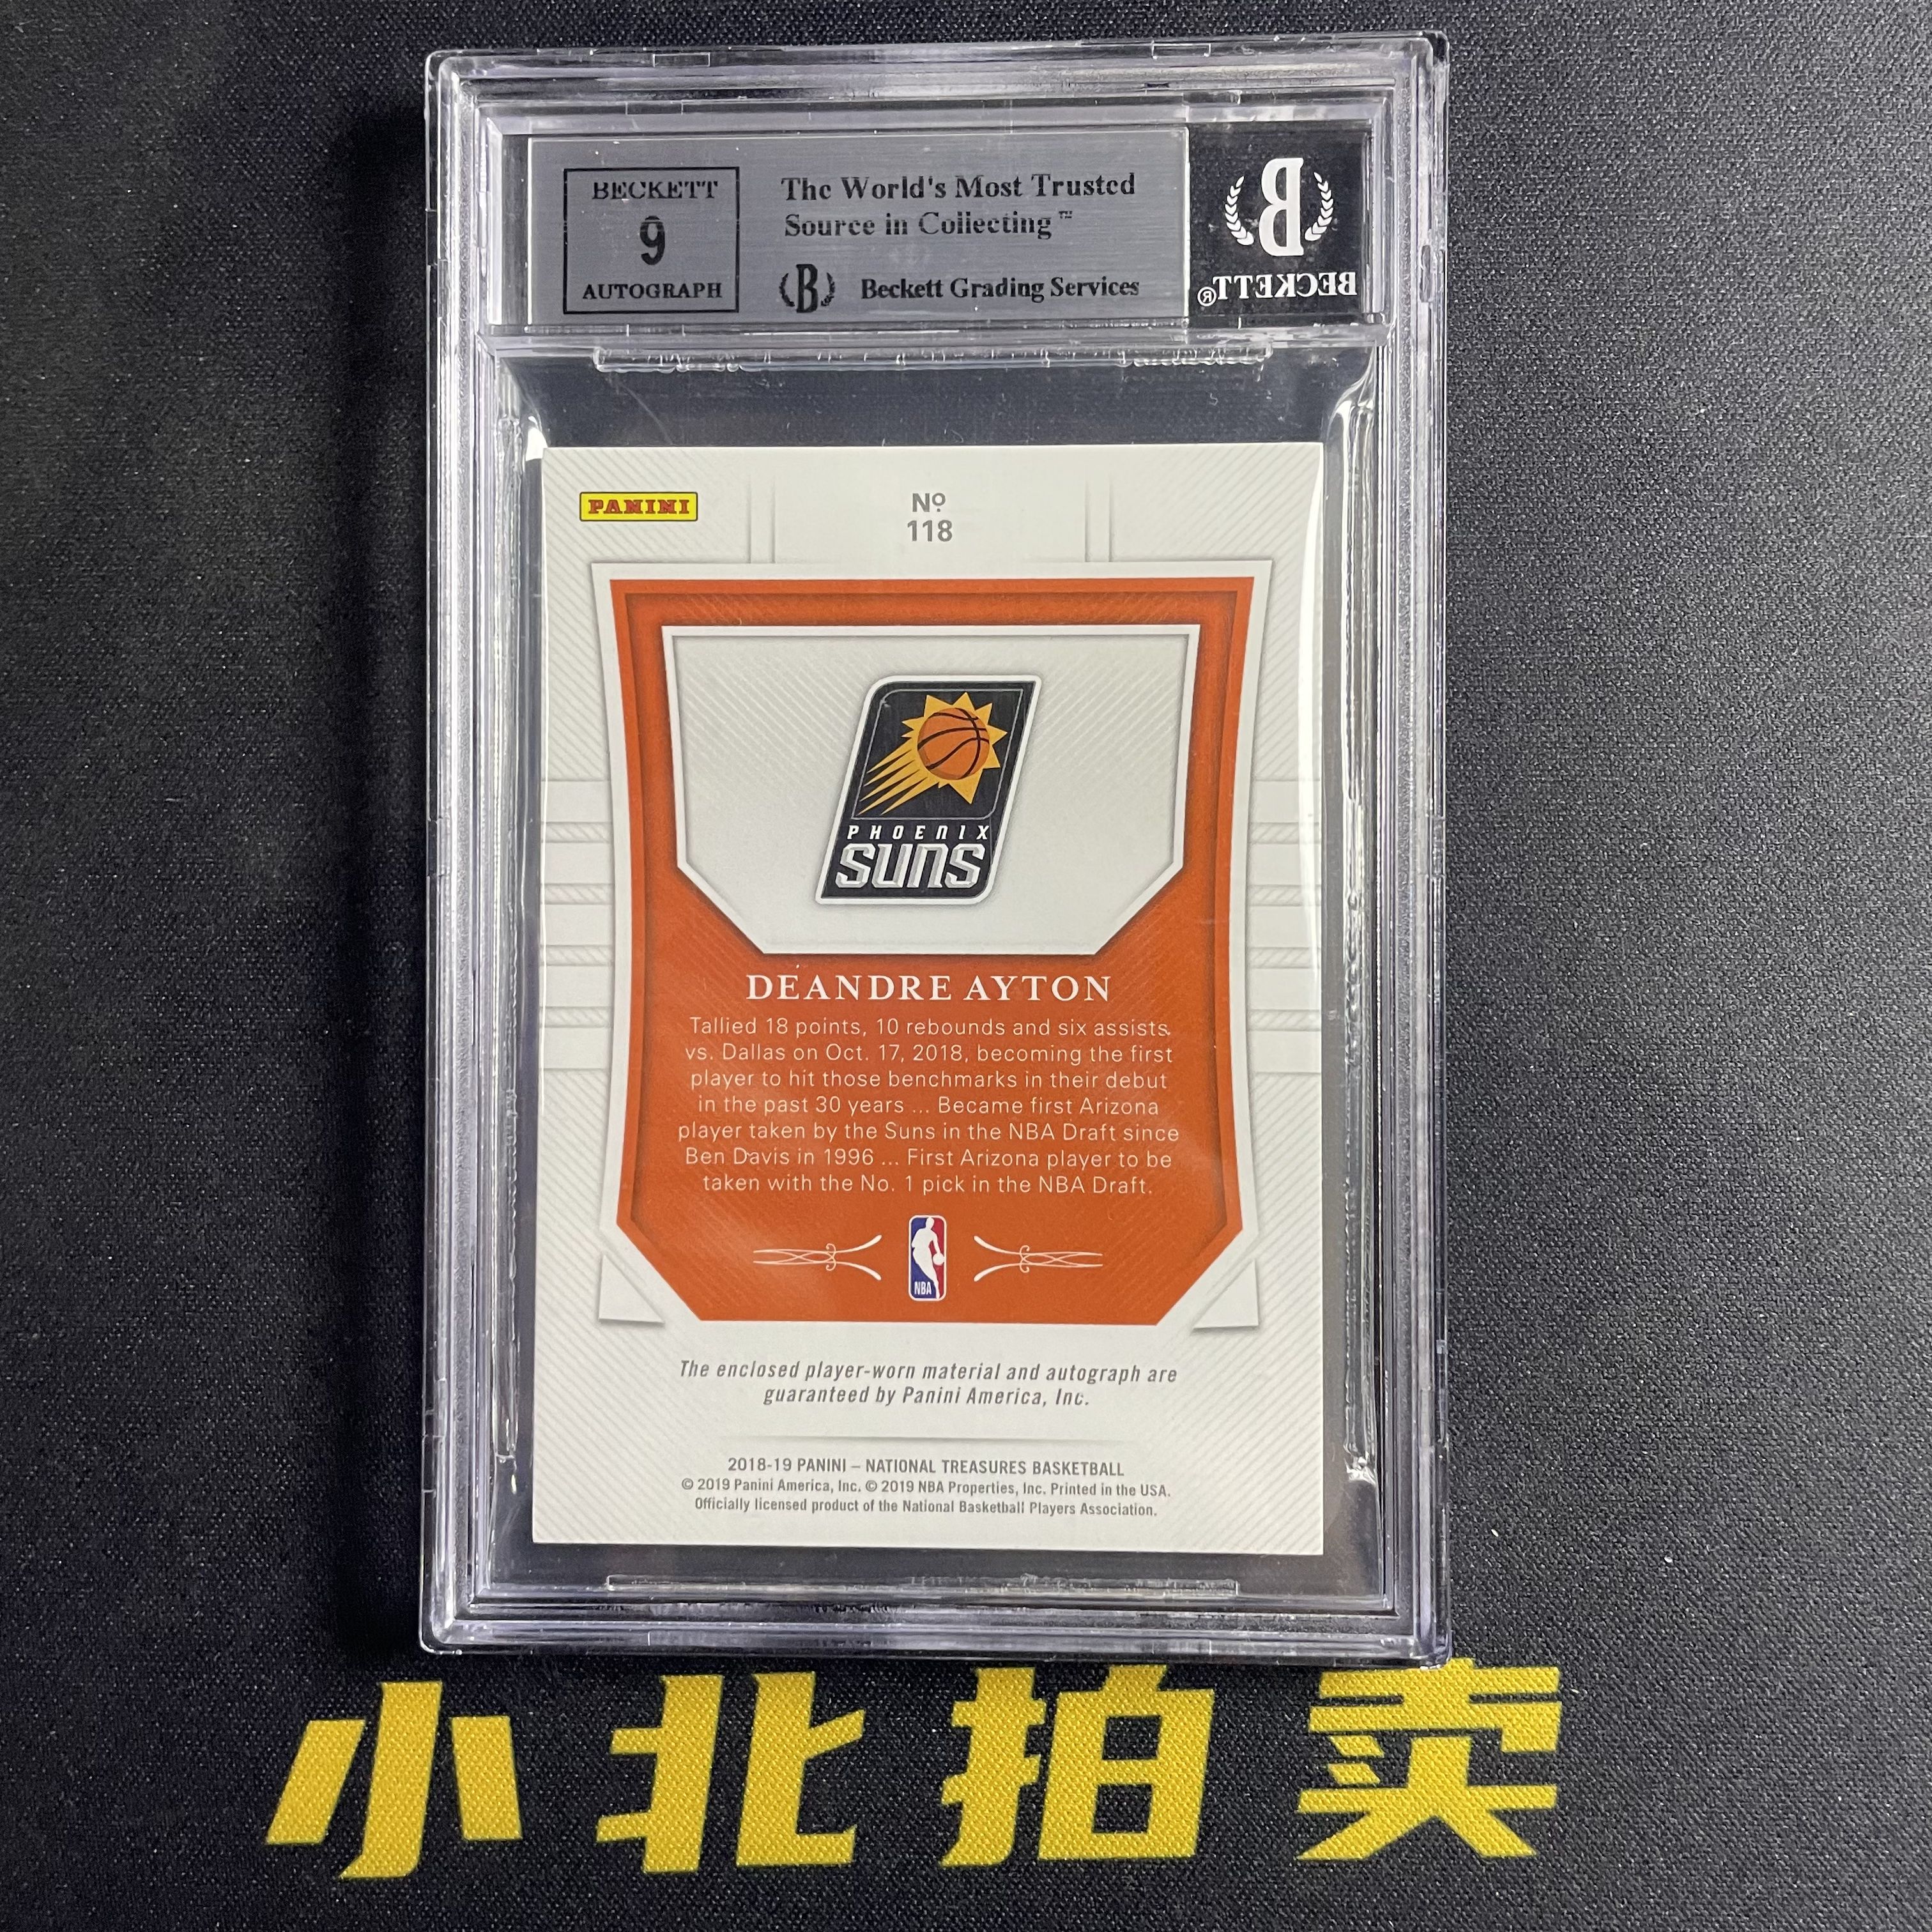 BECKETT
9
AUTOGRAPH
The World's Most Trusted
Source in Collecting™
B Beckett Grading Services
B
BECKETT®
PANINI
Nº
118
PHOENIX
SUNS
DEANDRE AYTON
Tallied 18 points, 10 rebounds and six assists
vs. Dallas on Oct. 17, 2018, becoming the first
player to hit those benchmarks in their debut
in the past 30 years ... Became first Arizona
player taken by the Suns in the NBA Draft since
Ben Davis in 1996 ... First Arizona player to be
taken with the No. 1 pick in the NBA Draft.
NBA
The enclosed player-worn material and autograph are
guaranteed by Panini America, Inc.
2018-19 PANINI – NATIONAL TREASURES BASKETBALL
© 2019 Panini America, Inc. © 2019 NBA Properties, Inc. Printed in the USA.
Officially licensed product of the National Basketball Players Association.
小北拍卖